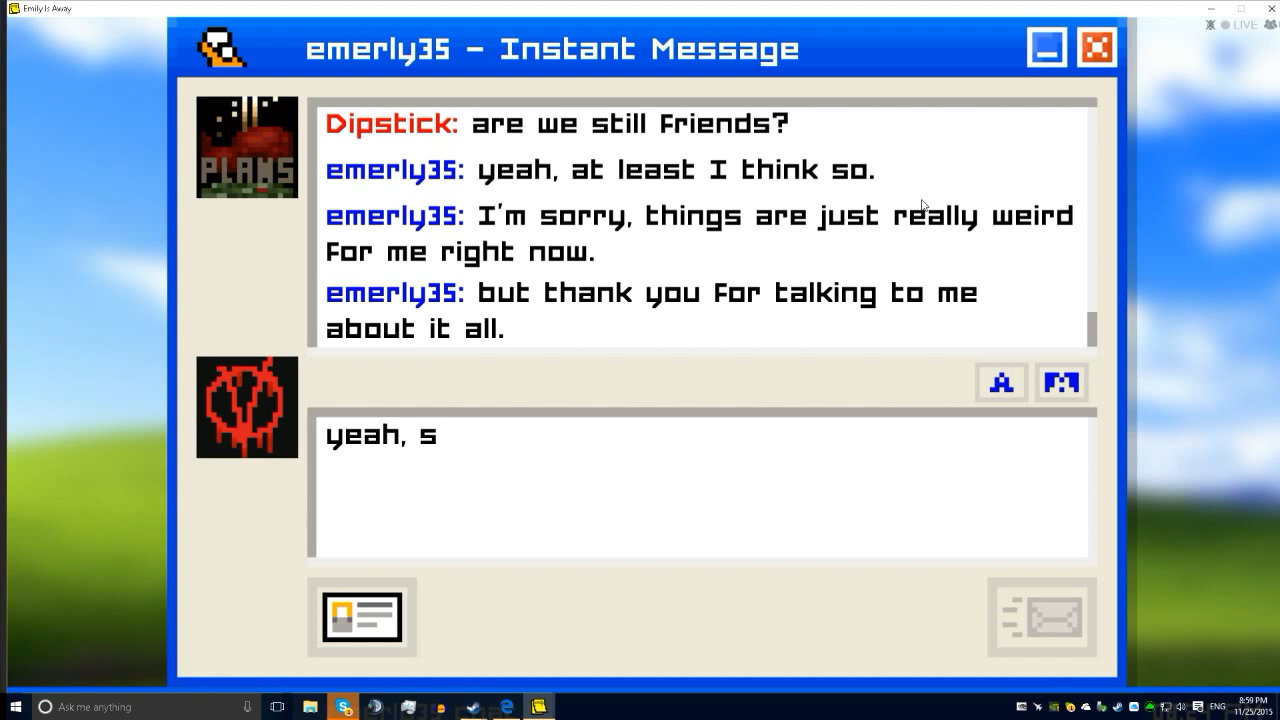 Emily Is Away
LIVE
emerly35 - Instant Message
PLANS
Dipstick: are we still friends?
emerly35: yeah, at least I think so.
emerly35: I'm sorry, things are just really weird
for me right now.
emerly35: but thank you for talking to me
about it all.
A
yeah, s
Ask me anything
ENG
8:59 PM
11/25/2015